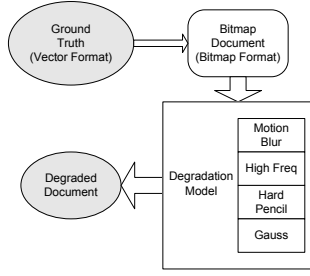 Ground
Truth
(Vector Format)
Bitmap
Document
(Bitmap Format)
Degradation
Model
Motion
Blur
High Freq
Hard
Pencil
Gauss
Degraded
Document